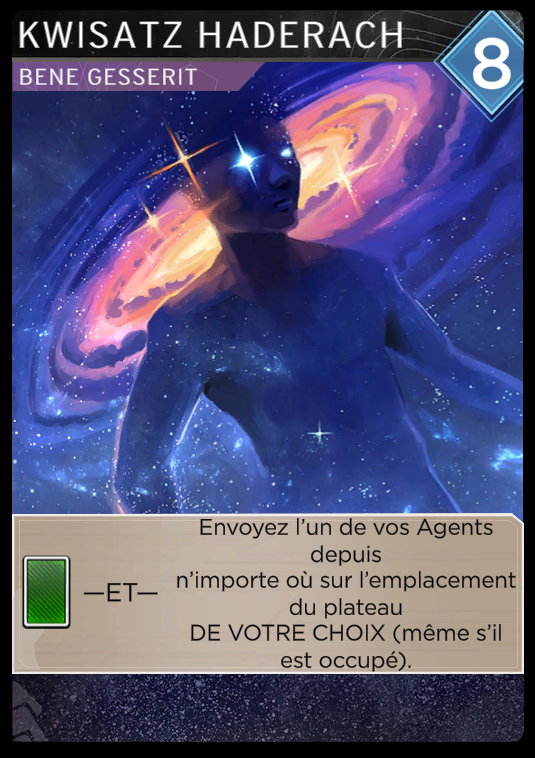 KWISATZ HADERACH
8
BENE GESSERIT
Envoyez l'un de vos Agents
depuis
n'importe où sur l'emplacement
du plateau
—ET—
DE VOTRE CHOIX (même s'il
est occupé).